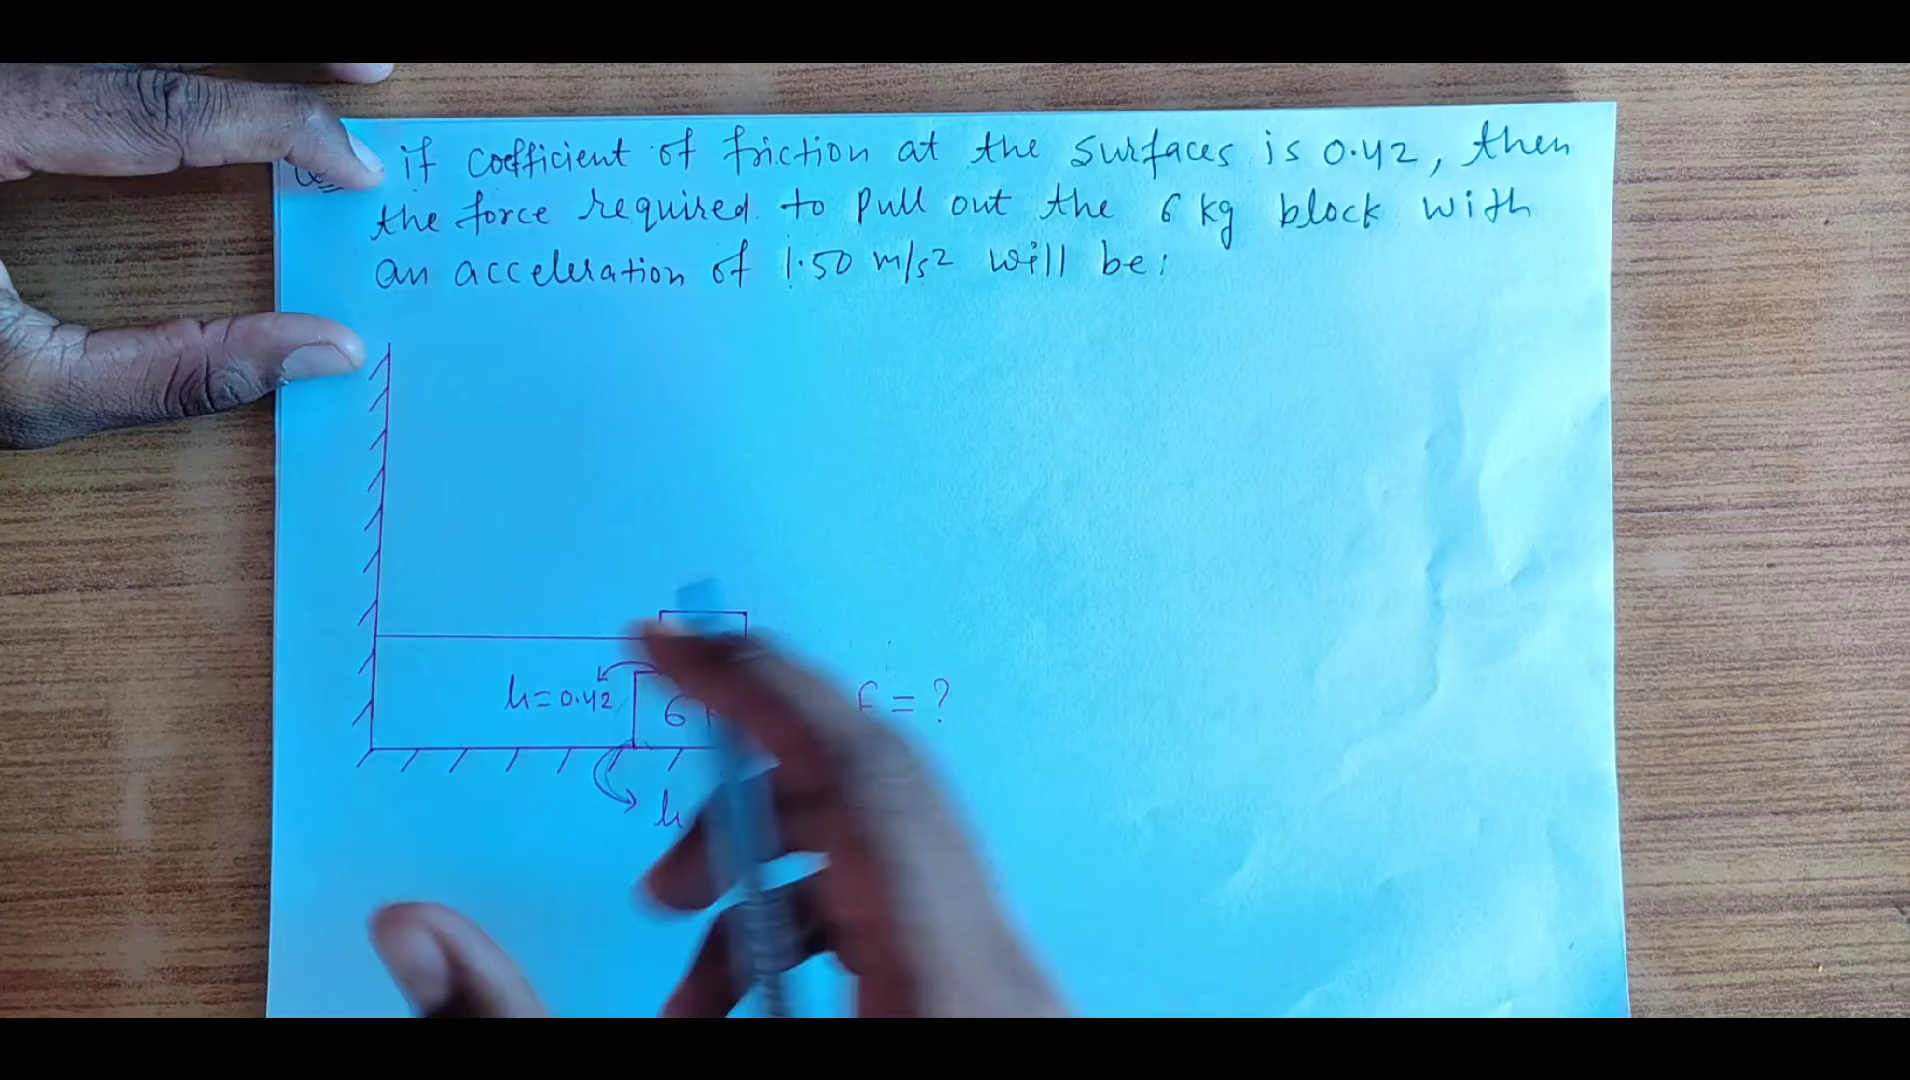 if coefficient of friction at the surfaces is 0.42, then
the force required to pull out the 6 kg block with
an acceleration of 1.50 m/s2 will be:
μ=0.42
6
F = ?
μ